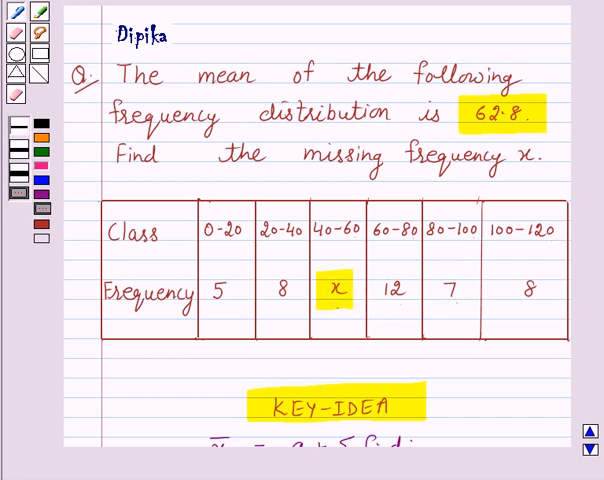 Dipika
Q. The mean of the following
frequency distribution is 62.8.
Find the missing frequency x.
Class 0-20 20-40 40-60 60-80 80-100 100-120
Frequency 5 8 x 12 7 8
KEY-IDEA